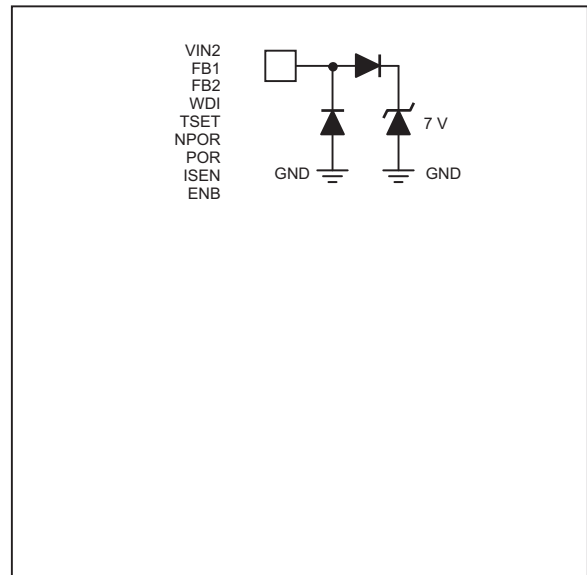 VIN2
FB1
FB2
WDI
TSET
NPOR
POR
ISEN
ENB
7 V
GND
GND